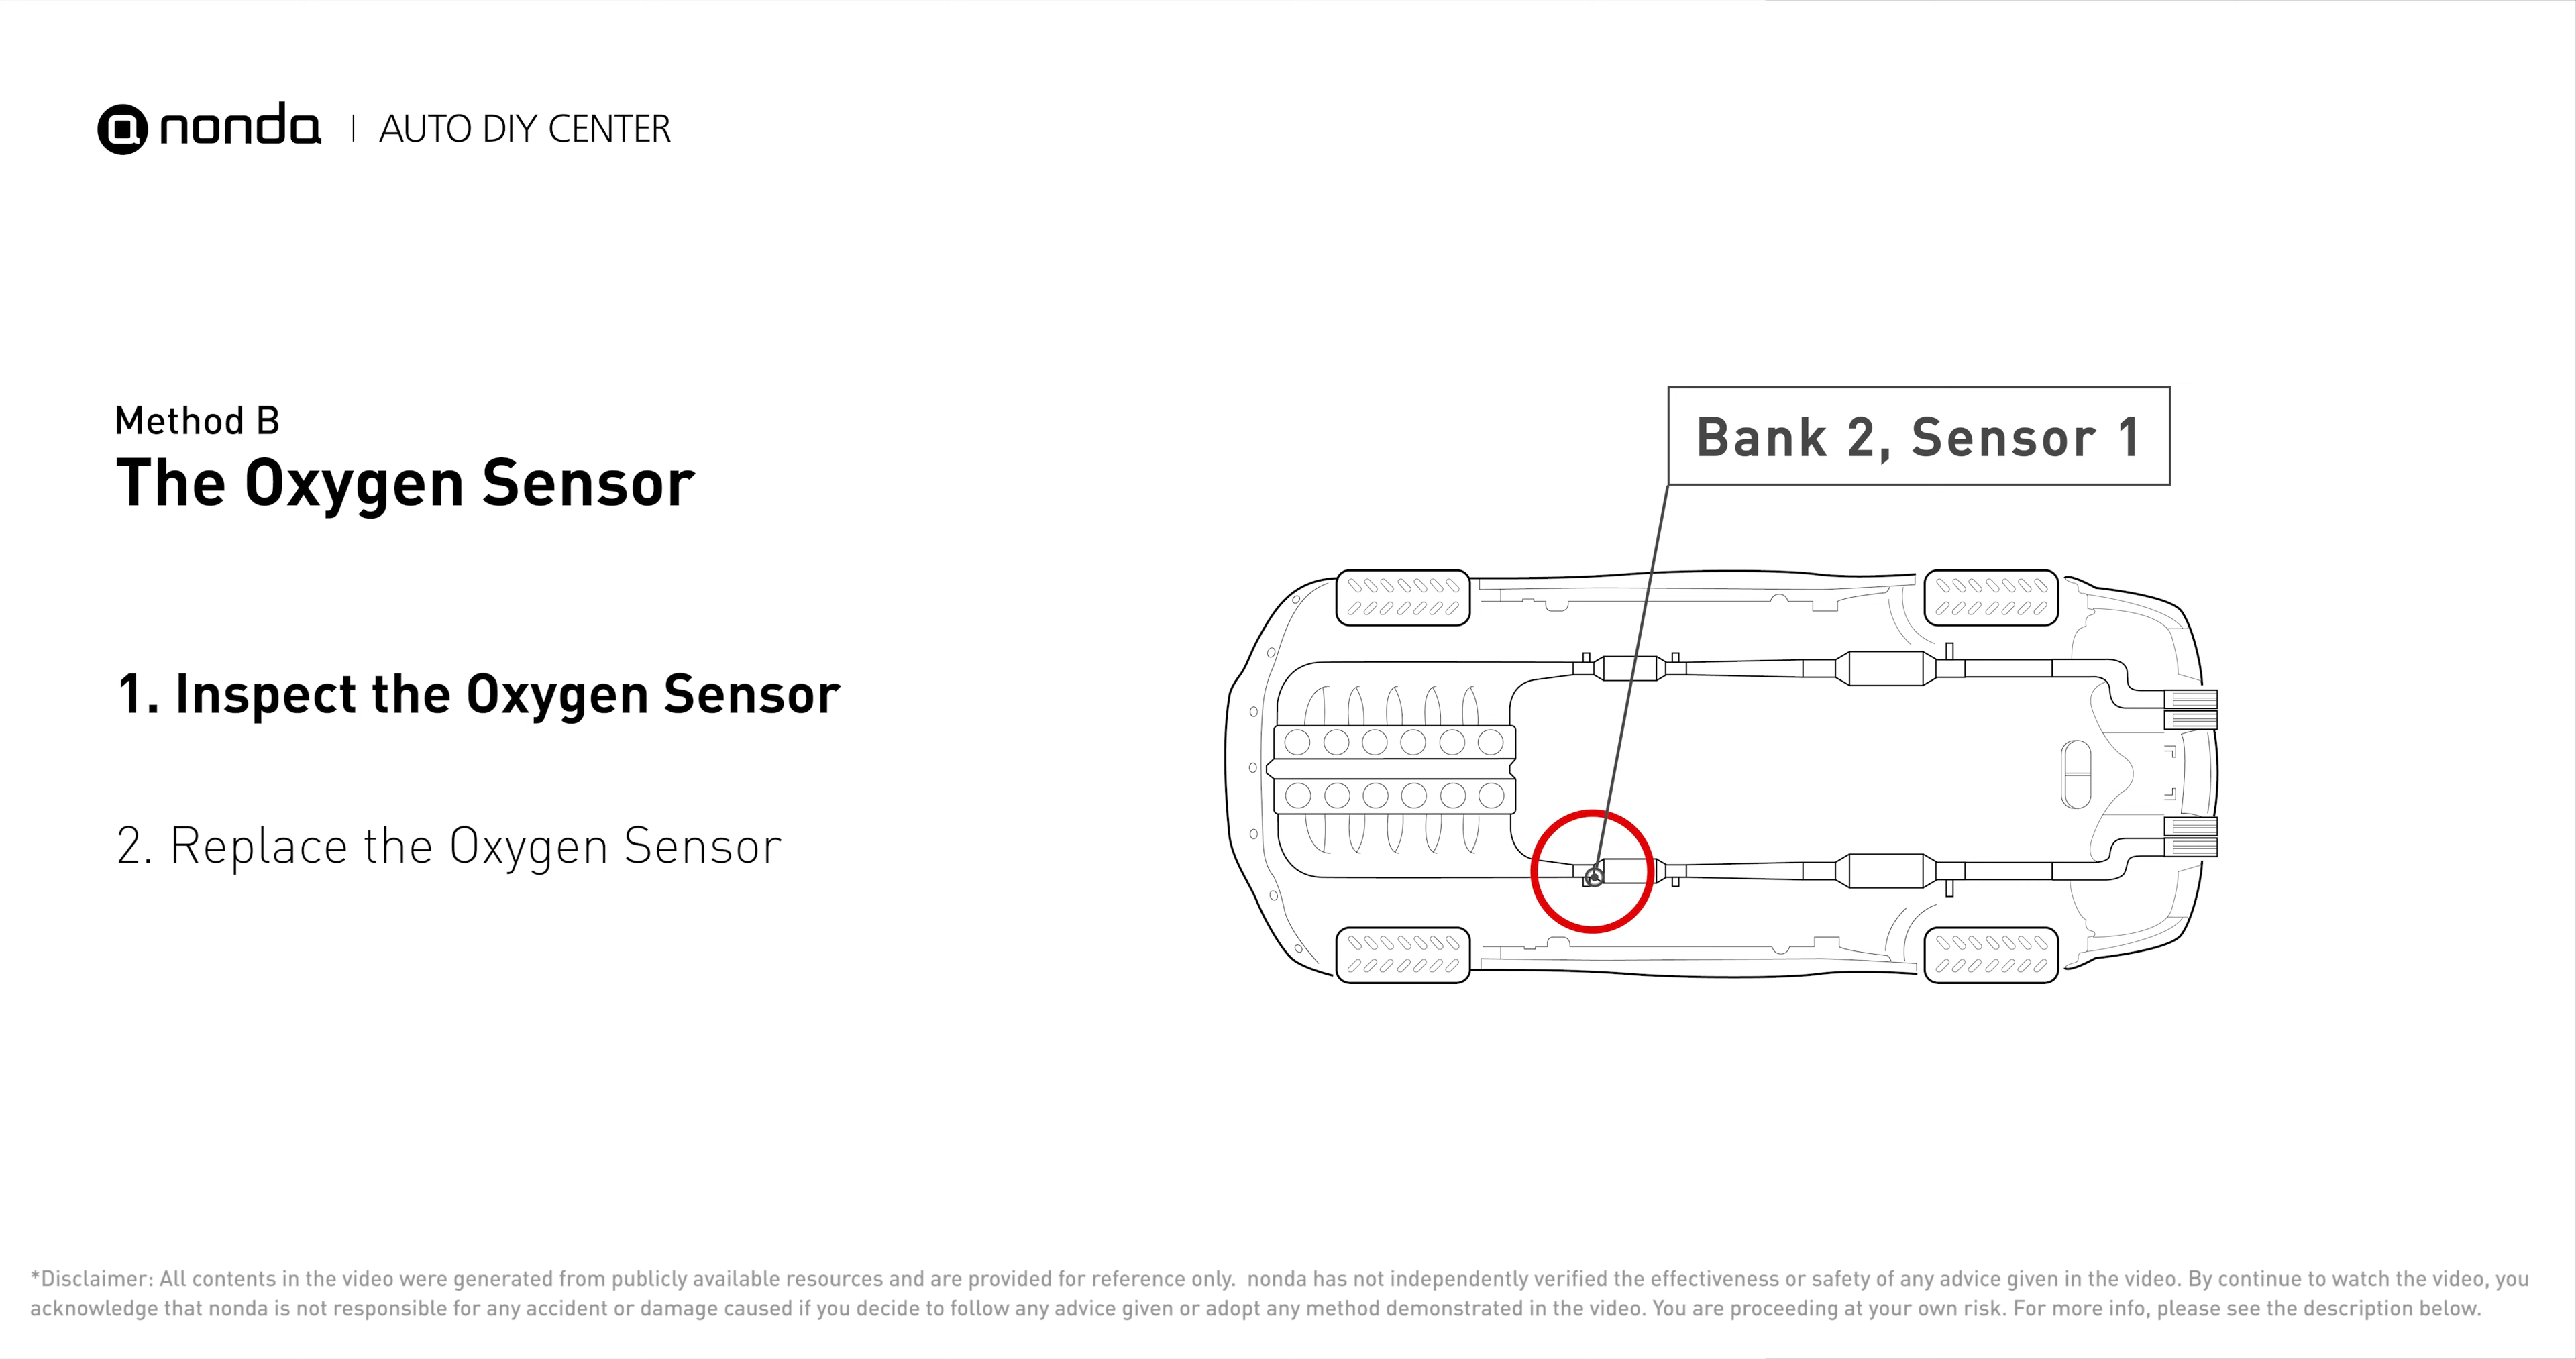 nonda | AUTO DIY CENTER
Method B
The Oxygen Sensor
Bank 2, Sensor 1
1. Inspect the Oxygen Sensor
2. Replace the Oxygen Sensor
*Disclaimer: All contents in the video were generated from publicly available resources and are provided for reference only. nonda has not independently verified the effectiveness or safety of any advice given in the video. By continue to watch the video, you
acknowledge that nonda is not responsible for any accident or damage caused if you decide to follow any advice given or adopt any method demonstrated in the video. You are proceeding at your own risk. For more info, please see the description below.